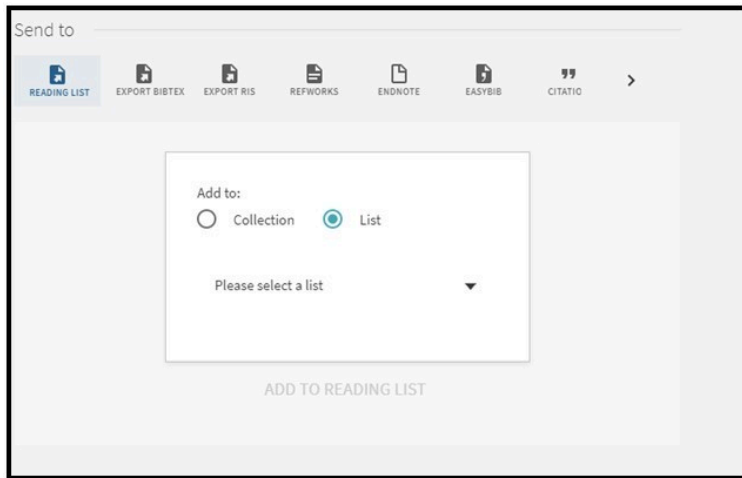 Send to
READING LIST EXPORT BIBTEX EXPORT RIS REFWORKS ENDNOTE EASYBIB CITATIO
Add to:
Collection List
Please select a list
ADD TO READING LIST